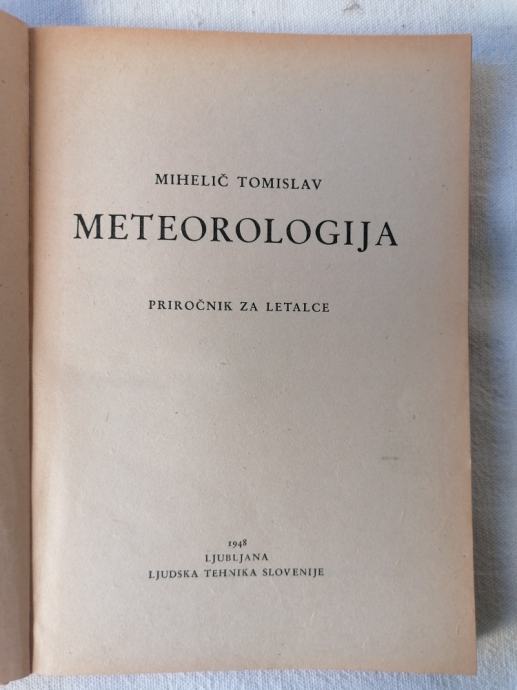 MIHELIČ TOMISLAV
METEOROLOGIJA
PRIROČNIK ZA LETALCE
1948
LJUBLJANA
LJUDSKA TEHNIKA SLOVENIJE